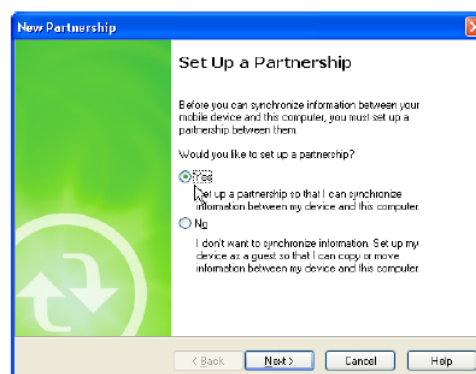 New Partnership
Set Up a Partnership
Before you can synchronize information between your
mobile device and this computer, you must set up a
partnership between them.
Would you like to set up a partnership?
Yes
Set up a partnership so that I can synchronize
information between my device and this computer.
No
I don't want to synchronize information. Set up my
device as a guest so that I can copy or move
information between my device and this computer.
< Back
Next >
Cancel
Help